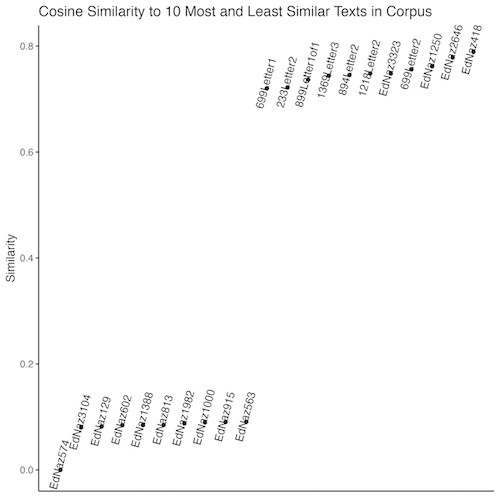 Cosine Similarity to 10 Most and Least Similar Texts in Corpus
0.8
0.6
0.4
0.2
0.0
Similarity
EdNaz574
EdNaz3104
EdNaz129
EdNaz602
EdNaz1388
EdNaz813
EdNaz1982
EdNaz1000
EdNaz915
EdNaz563
699Letter1
233Letter2
899Letter1of1
1369Letter3
894Letter2
1218Letter2
EdNaz3323
699Letter2
EdNaz1250
EdNaz2646
EdNaz418